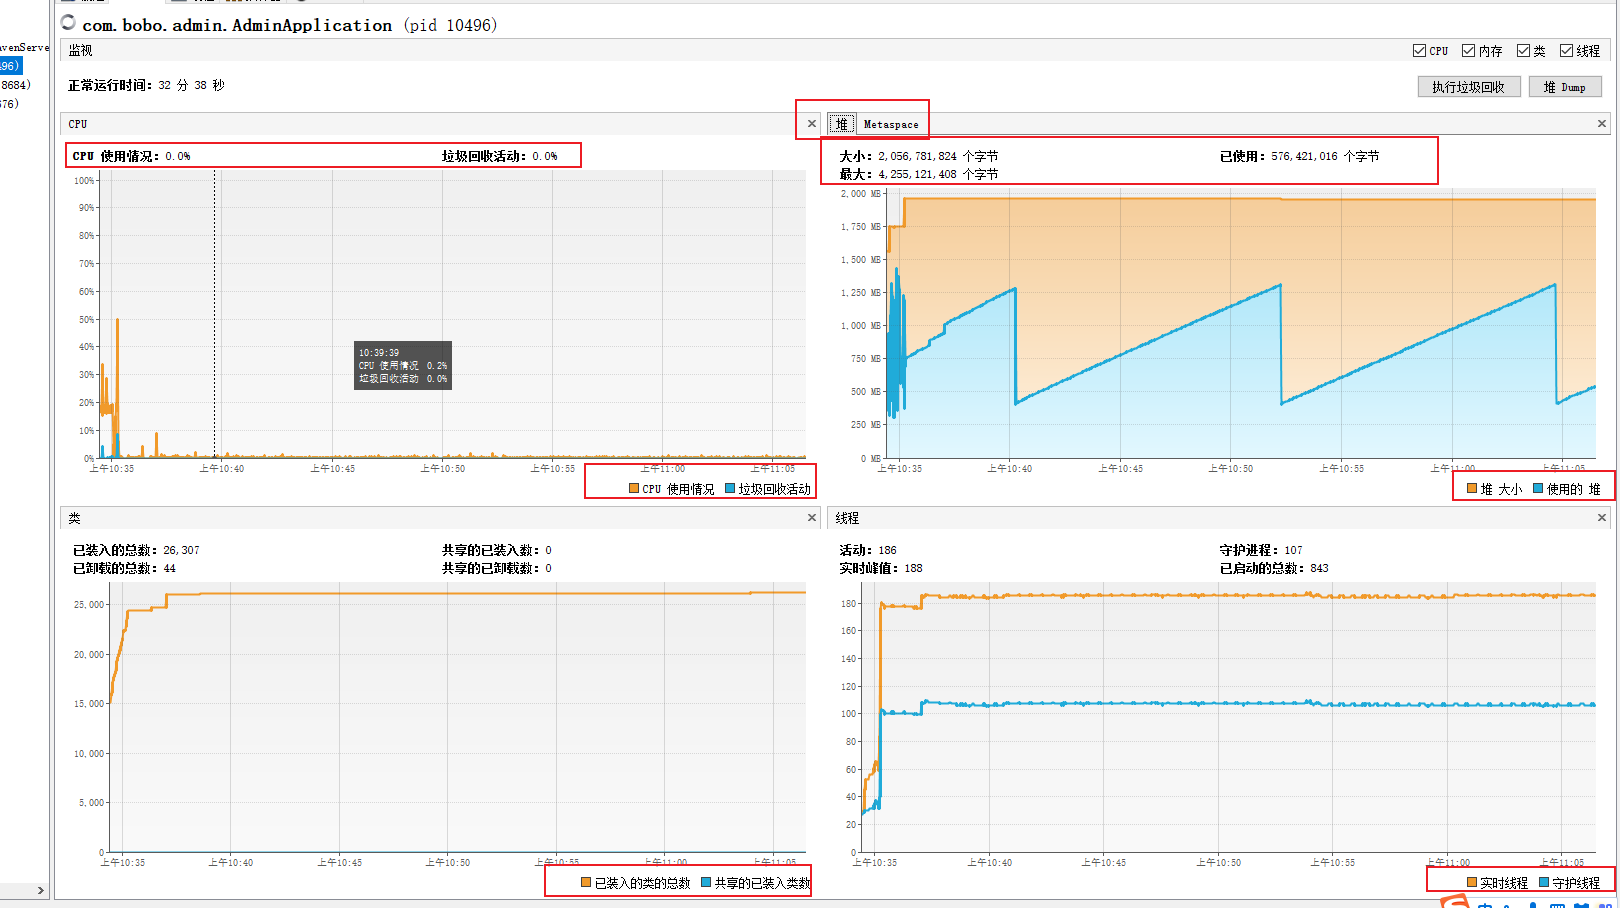 com.bobo.admin.AdminApplication (pid 10496)
avenServe
496)
8684)
676)
监视
CPU 内存 类 线程
正常运行时间: 32 分 38 秒
执行垃圾回收 堆 Dump
CPU
CPU 使用情况: 0.0% 垃圾回收活动: 0.0%
100%
90%
80%
70%
60%
50%
40%
30%
20%
10%
0%
10:39:39
CPU 使用情况 0.2%
垃圾回收活动 0.0%
上午10:35 上午10:40 上午10:45 上午10:50 上午10:55 上午11:00 上午11:05
CPU 使用情况 垃圾回收活动
堆 Metaspace
大小: 2,056,781,824 个字节 已使用: 576,421,016 个字节
最大: 4,255,121,408 个字节
2,000 MB
1,750 MB
1,500 MB
1,250 MB
1,000 MB
750 MB
500 MB
250 MB
0 MB
上午10:35 上午10:40 上午10:45 上午10:50 上午10:55 上午11:00 上午11:05
堆 大小 使用的 堆
类
已装入的总数: 26,307 共享的已装入数: 0
已卸载的总数: 44 共享的已卸载数: 0
25,000
20,000
15,000
10,000
5,000
0
上午10:35 上午10:40 上午10:45 上午10:50 上午10:55 上午11:00 上午11:05
已装入的类的总数 共享的已装入类数
线程
活动: 186 守护进程: 107
实时峰值: 188 已启动的总数: 843
180
160
140
120
100
80
60
40
20
0
上午10:35 上午10:40 上午10:45 上午10:50 上午10:55 上午11:00 上午11:05
实时线程 守护线程